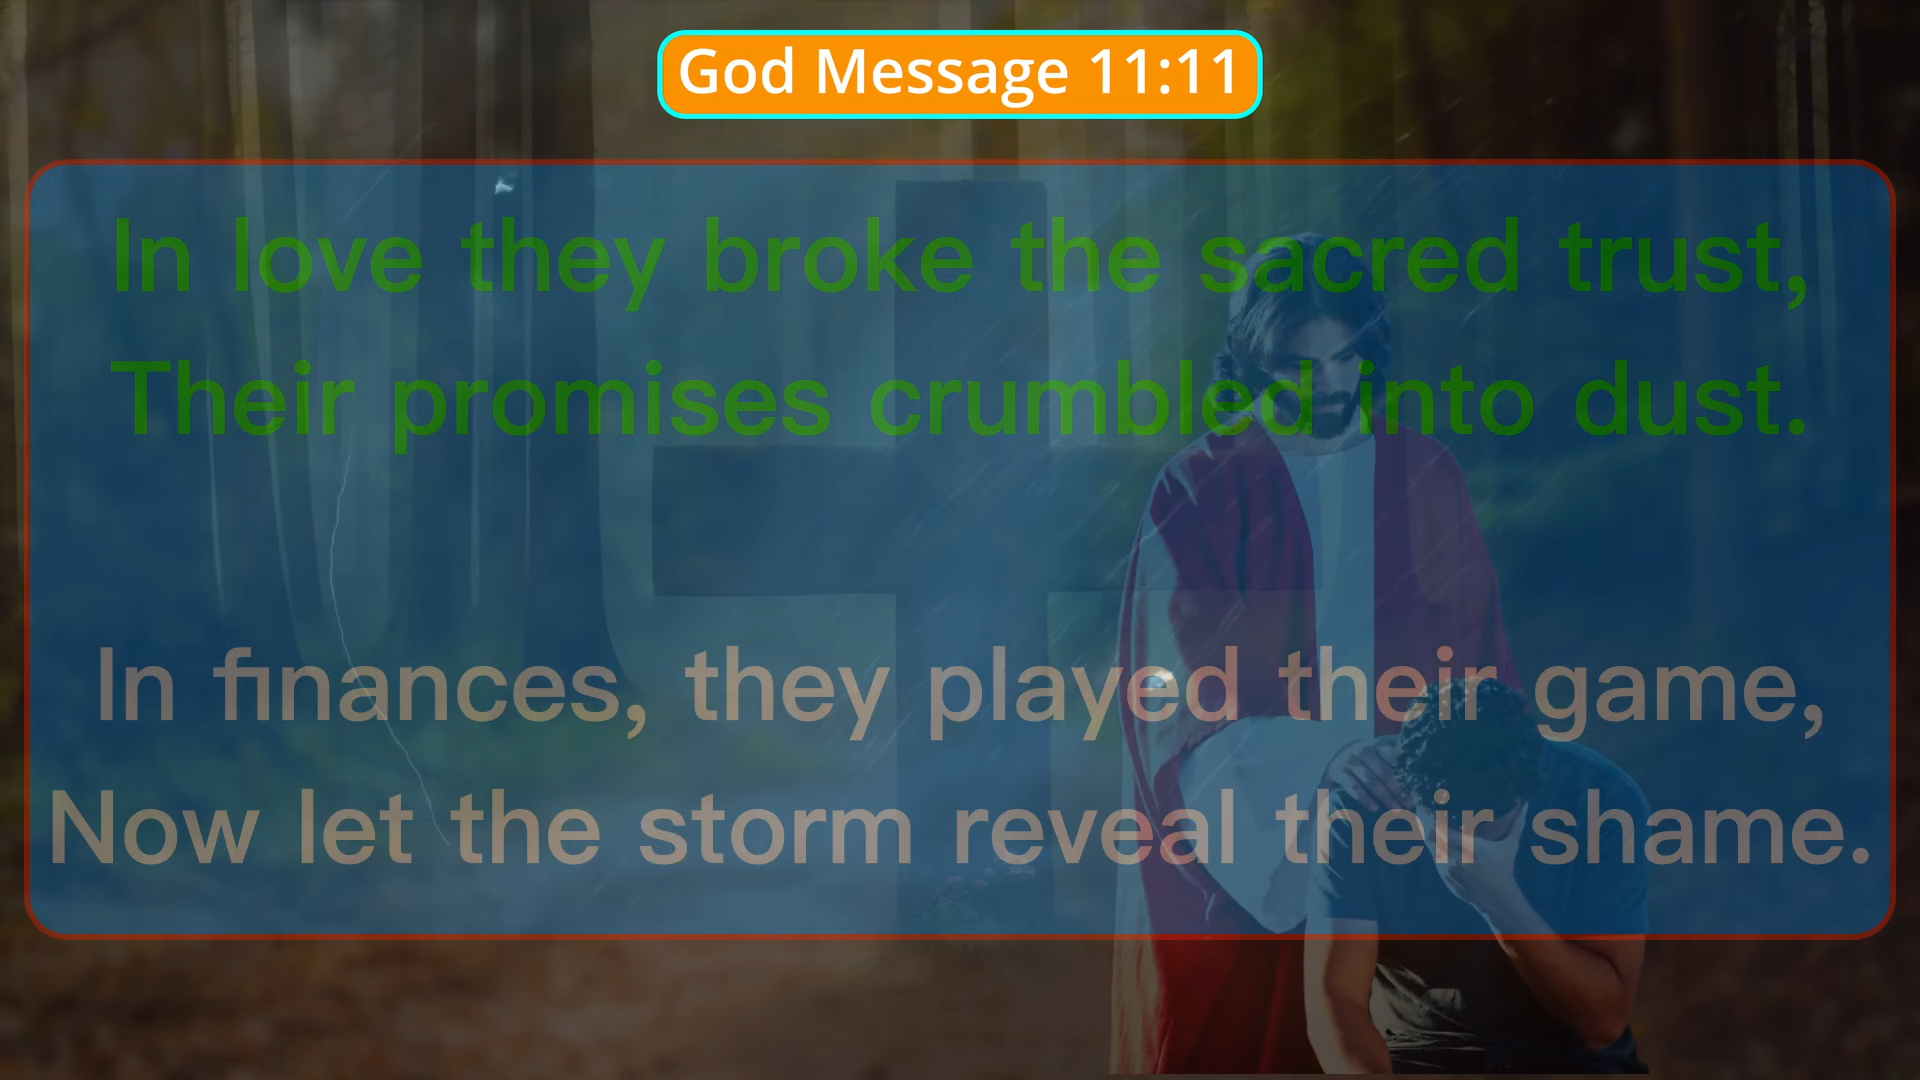 God Message 11:11
In love they broke the sacred trust,
Their promises crumbled into dust.
In finances, they played their game,
Now let the storm reveal their shame.